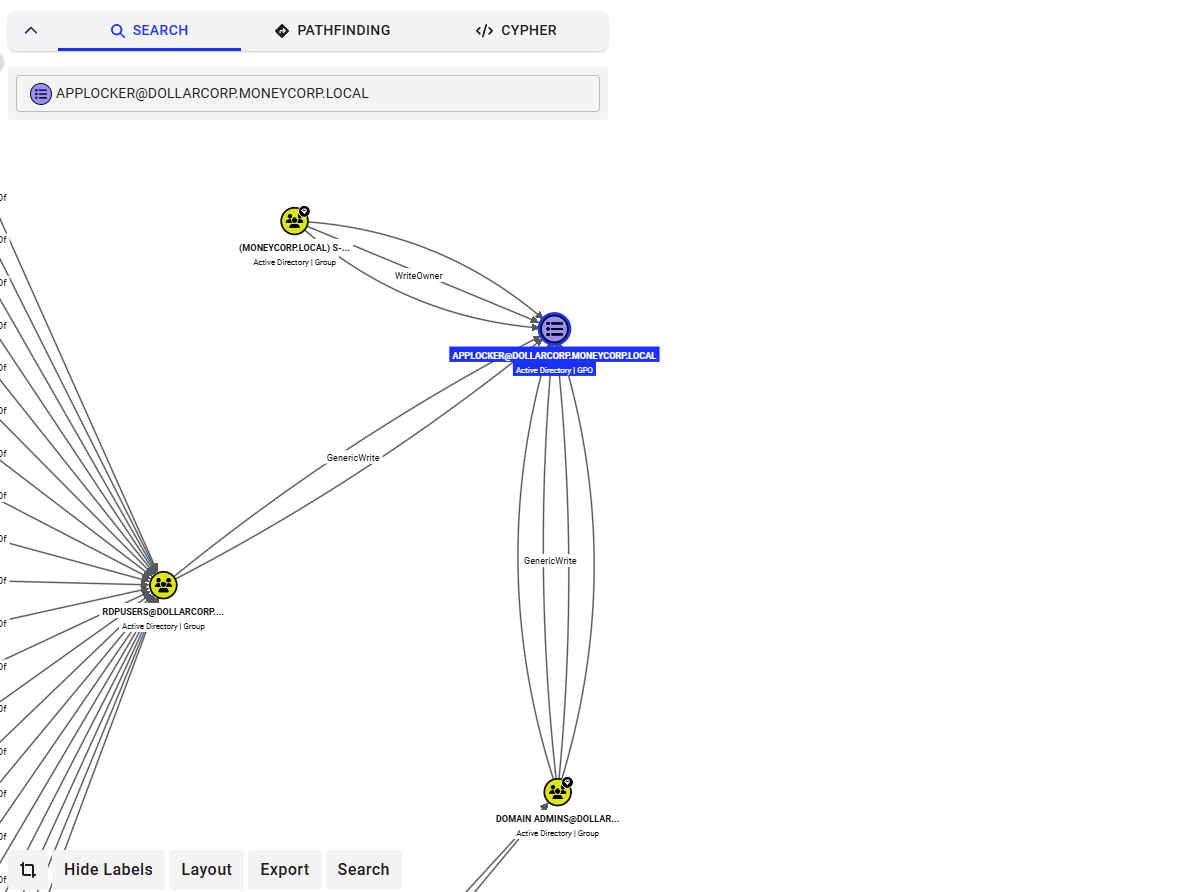 SEARCH
PATHFINDING
CYPHER
APPLOCKER@DOLLARCORP.MONEYCORP.LOCAL
(MONEYCORP.LOCAL) S-...
Active Directory | Group
WriteOwner
APPLOCKER@DOLLARCORP.MONEYCORP.LOCAL
Active Directory | GPO
GenericWrite
GenericWrite
RDPUSERS@DOLLARCORP....
Active Directory | Group
DOMAIN ADMINS@DOLLAR...
Active Directory | Group
Hide Labels
Layout
Export
Search